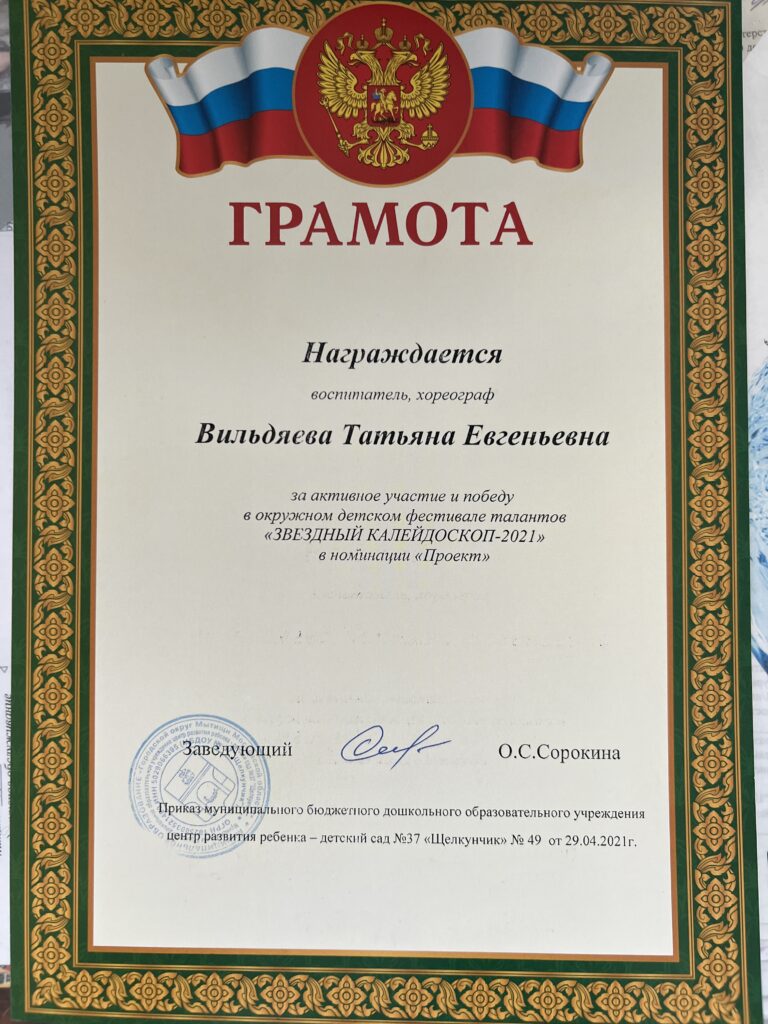 ГРАМОТА
Награждается
воспитатель, хореограф
Вильдяева Татьяна Евгеньевна
за активное участие и победу
в окружном детском фестивале талантов
«ЗВЕЗДНЫЙ КАЛЕЙДОСКОП-2021»
в номинации «Проект»
Заведующий
О.С.Сорокина
Приказ муниципального бюджетного дошкольного образовательного учреждения
центр развития ребенка – детский сад №37 «Щелкунчик» № 49 от 29.04.2021г.